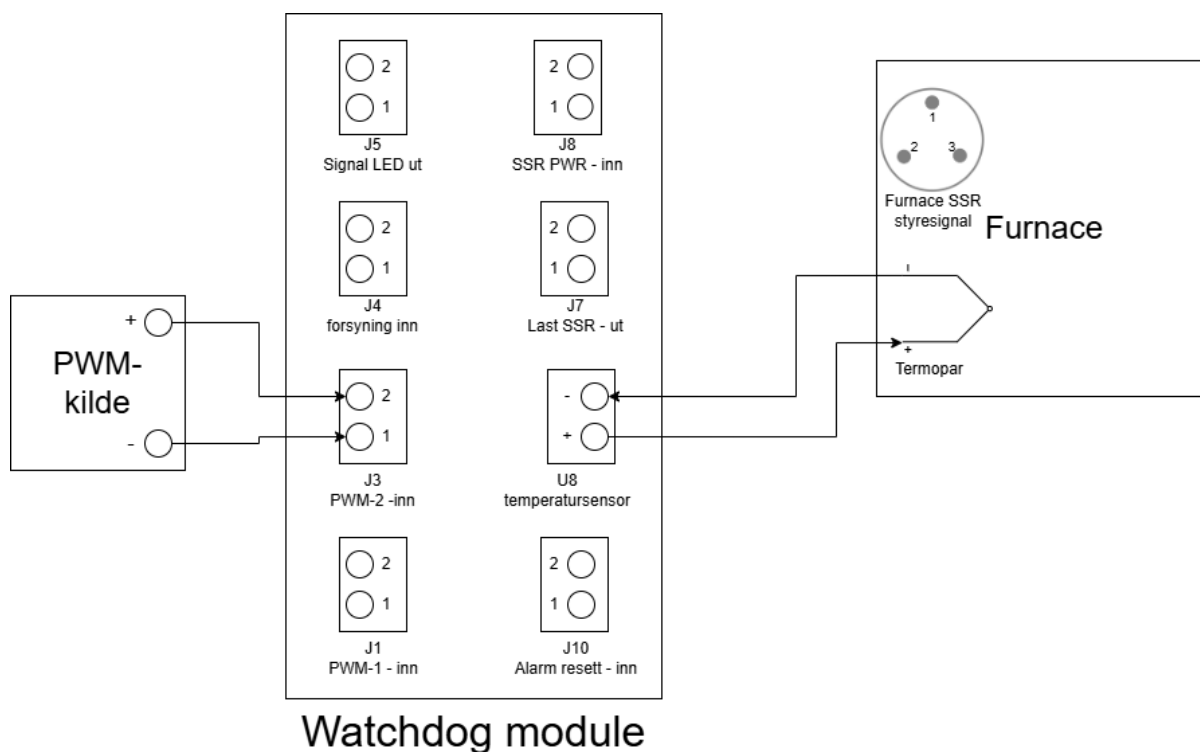 2
1
J5
Signal LED ut
2
1
J8
SSR PWR - inn
1
2
3
Furnace SSR
styresignal
Furnace
2
1
J4
forsyning inn
2
1
J7
Last SSR - ut
-
+
Termopar
+
-
PWM-
kilde
2
1
J3
PWM-2 -inn
-
+
U8
temperatursensor
2
1
J1
PWM-1 - inn
2
1
J10
Alarm resett - inn
Watchdog module